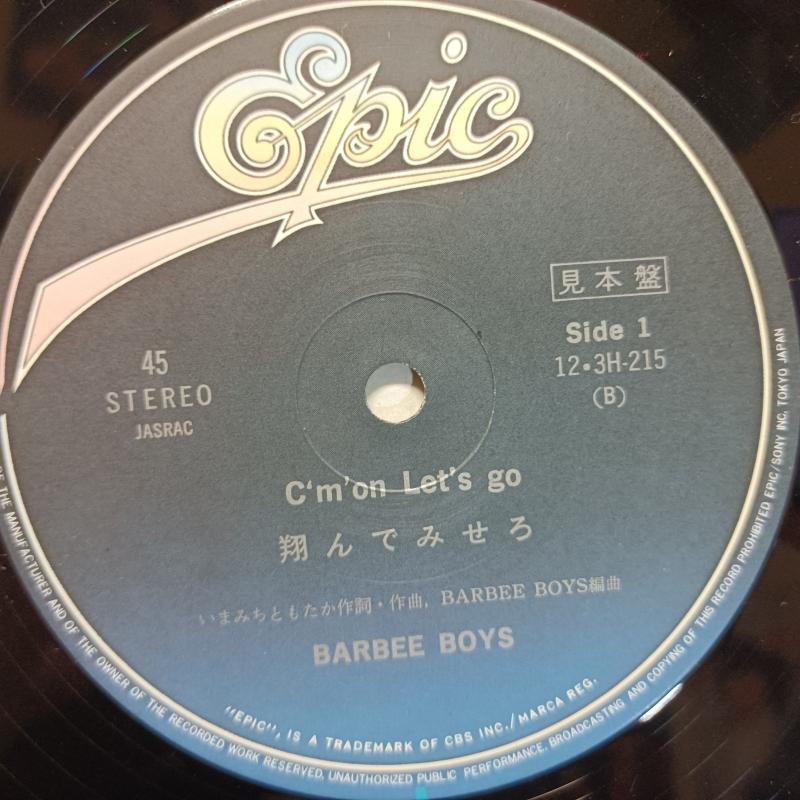 Epic
見本盤
Side 1
12・3H-215
(B)
45
STEREO
JASRAC
C'm'on Let's go
翔んでみせろ
いまみちともたか作詞・作曲, BARBEE BOYS編曲
BARBEE BOYS
"EPIC", IS A TRADEMARK OF CBS INC./MARCA REG.
THE MANUFACTURER AND OF THE OWNER OF THE RECORDED WORK RESERVED. UNAUTHORIZED PUBLIC PERFORMANCE, BROADCASTING AND COPYING OF THIS RECORD PROHIBITED EPIC/SONY INC. TOKYO JAPAN